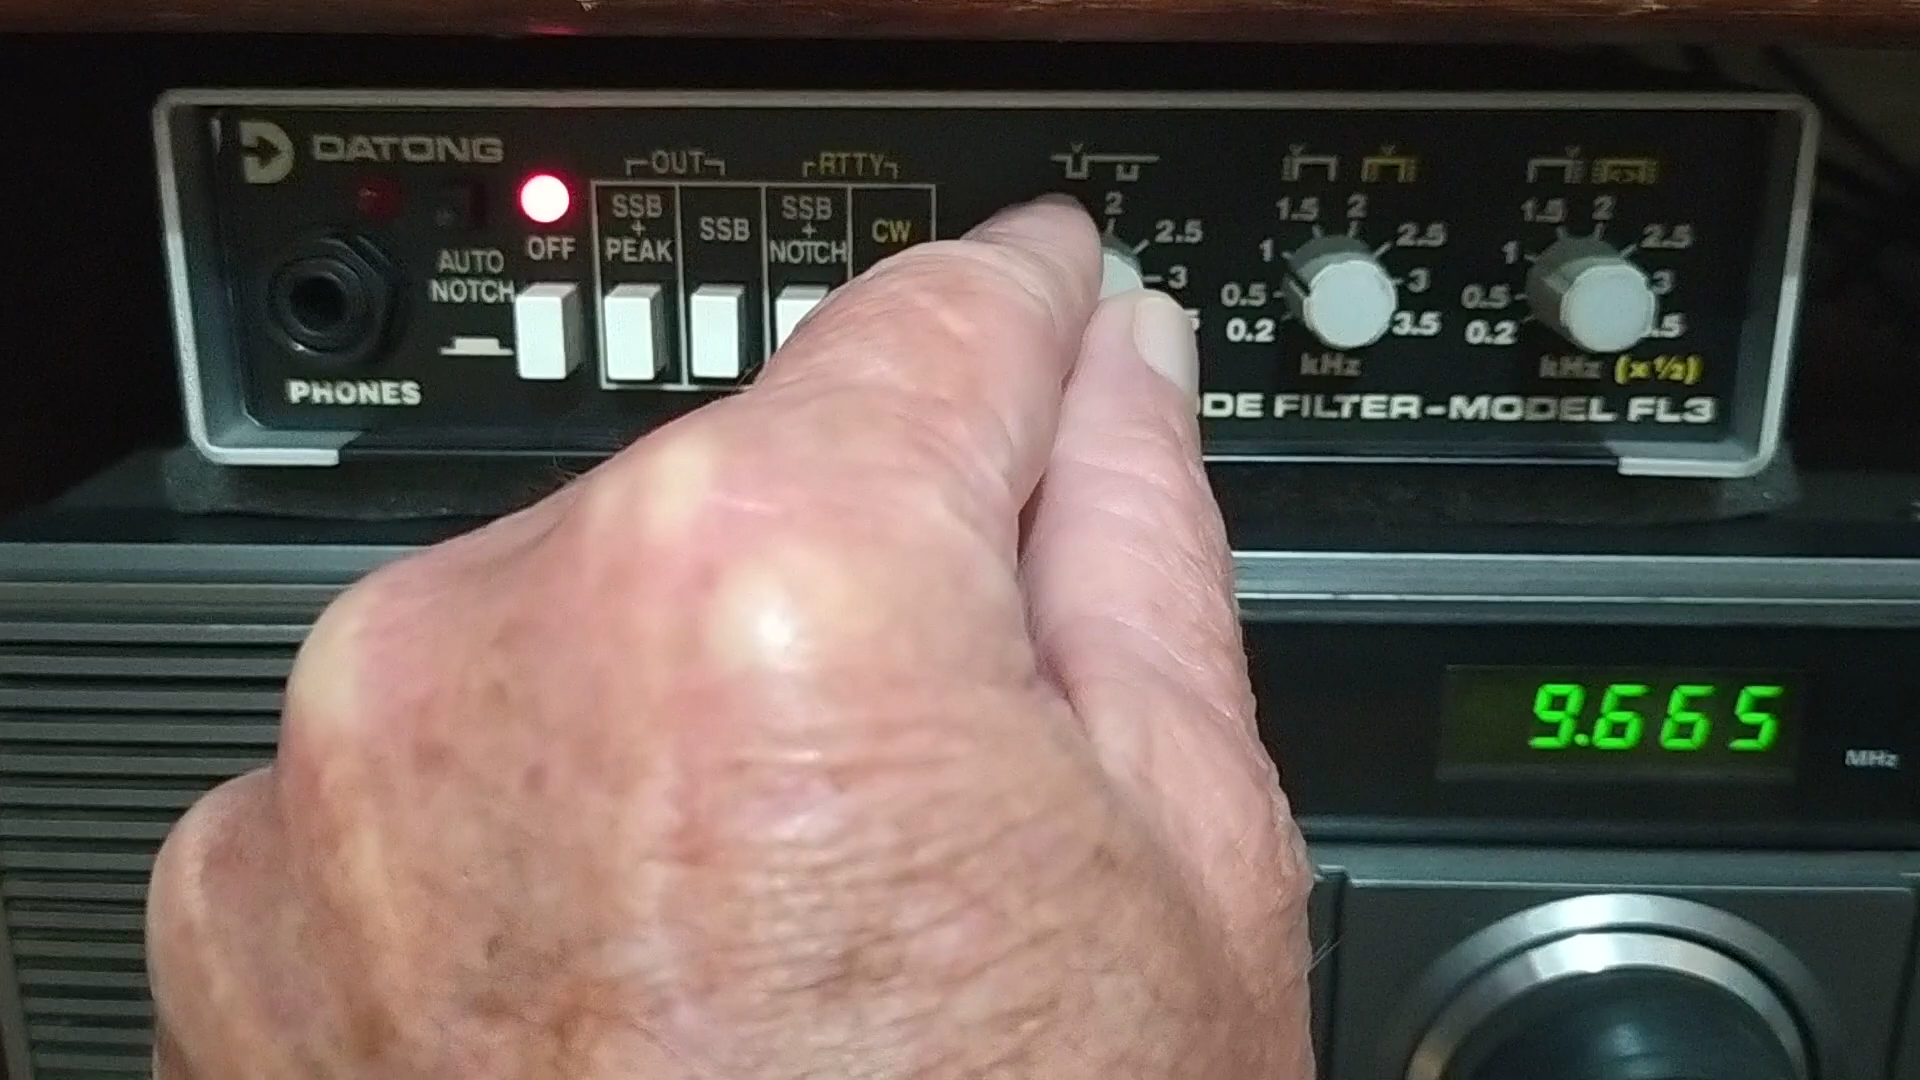 DATONG
OUT
RTTY
OFF
SSB
+
PEAK
SSB
SSB
+
NOTCH
CW
AUTO
NOTCH
PHONES
2
2.5
3
0.2
0.5
1
1.5
2
2.5
3
3.5
kHz
0.2
0.5
1
1.5
2
2.5
3
.5
kHz (x½)
DE FILTER-MODEL FL3
9.665
MHz